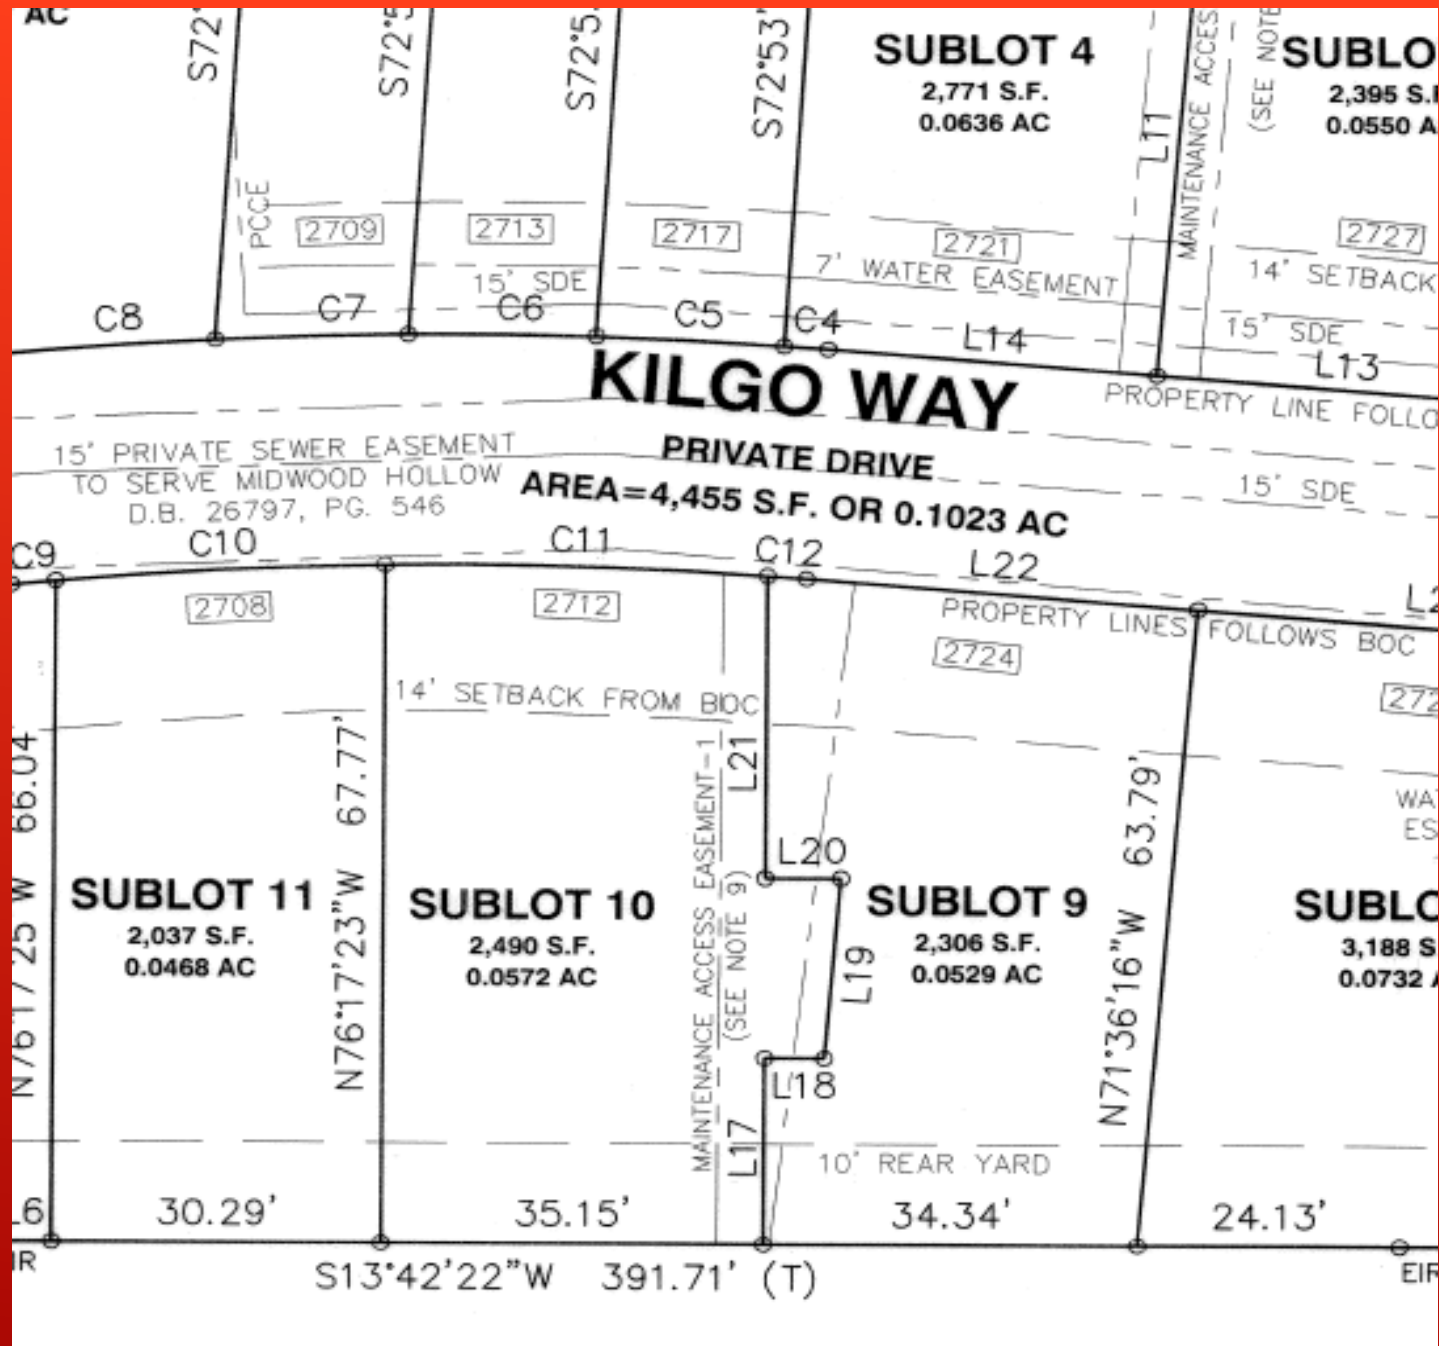 AC
S72°
S72°5
S72°5
S72°53'
SUBLOT 4
2,771 S.F.
0.0636 AC
L11
MAINTENANCE ACCES
(SEE NOTE
SUBLO
2,395 S.F
0.0550 A
PCCE
2709
2713
2717
2721
2727
7' WATER EASEMENT
14' SETBACK
15' SDE
15' SDE
C8
C7
C6
C5
C4
L14
L13
KILGO WAY
PROPERTY LINE FOLLO
PRIVATE DRIVE
AREA=4,455 S.F. OR 0.1023 AC
15' SDE
15' PRIVATE SEWER EASEMENT
TO SERVE MIDWOOD HOLLOW
D.B. 26797, PG. 546
C9
C10
C11
C12
L22
L2
2708
2712
PROPERTY LINES FOLLOWS BOC
2724
272
14' SETBACK FROM BOC
66.04
N76°17'25"W
N76°17'23"W 67.77'
L21
MAINTENANCE ACCESS EASEMENT-1
(SEE NOTE 9)
L20
L19
L18
L17
N71°36'16"W 63.79'
WA
ES
SUBLOT 11
2,037 S.F.
0.0468 AC
SUBLOT 10
2,490 S.F.
0.0572 AC
SUBLOT 9
2,306 S.F.
0.0529 AC
SUBLO
3,188 S
0.0732
10' REAR YARD
L6
30.29'
35.15'
34.34'
24.13'
IR
S13°42'22"W 391.71' (T)
EIR